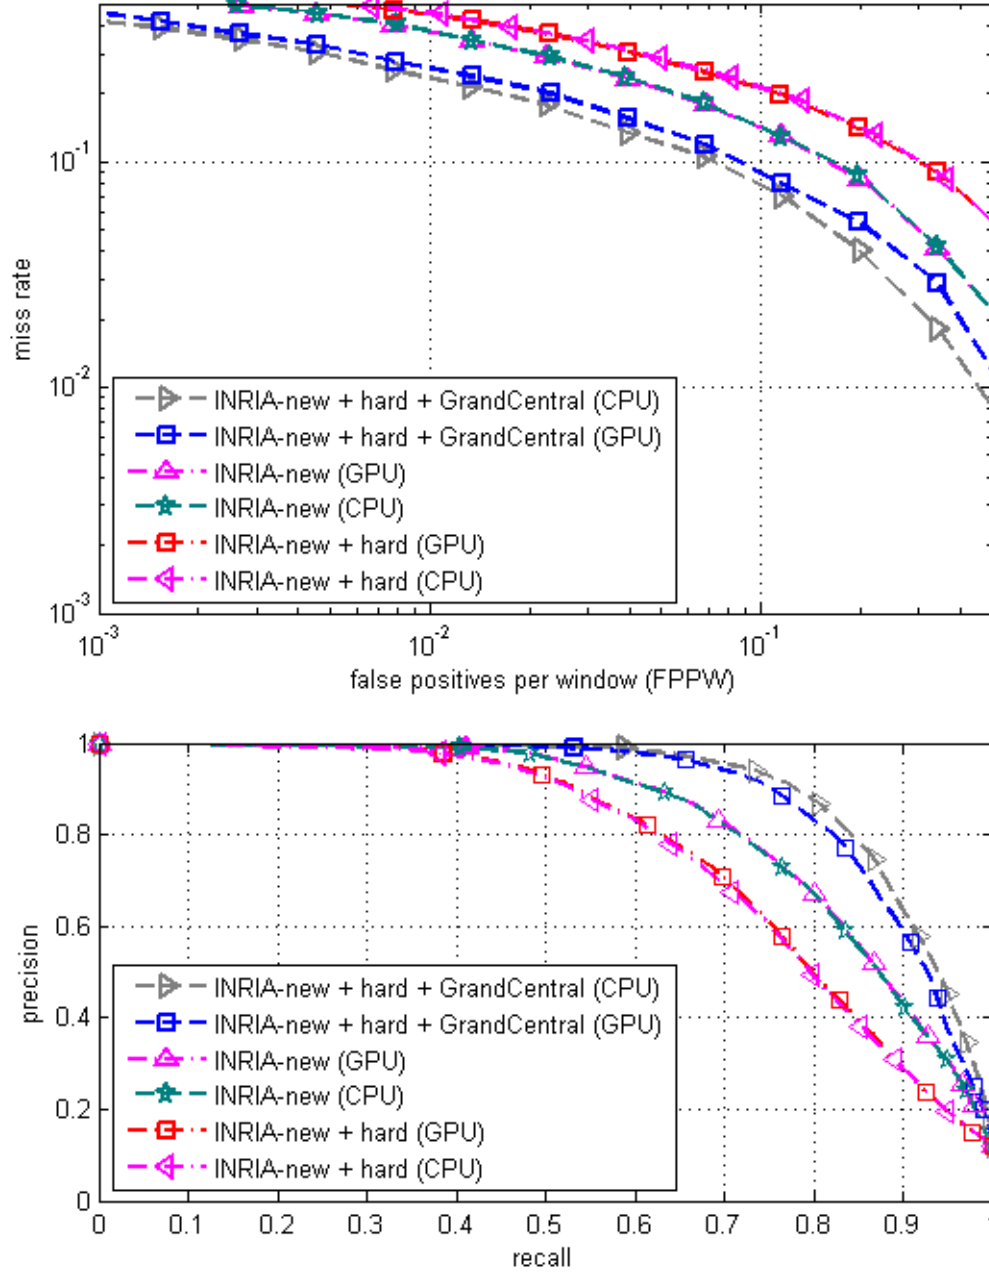 10^-1
10^-2
10^-3
miss rate
INRIA-new + hard + GrandCentral (CPU)
INRIA-new + hard + GrandCentral (GPU)
INRIA-new (GPU)
INRIA-new (CPU)
INRIA-new + hard (GPU)
INRIA-new + hard (CPU)
10^-3 10^-2 10^-1
false positives per window (FPPW)
1
0.8
0.6
0.4
0.2
0
precision
INRIA-new + hard + GrandCentral (CPU)
INRIA-new + hard + GrandCentral (GPU)
INRIA-new (GPU)
INRIA-new (CPU)
INRIA-new + hard (GPU)
INRIA-new + hard (CPU)
0 0.1 0.2 0.3 0.4 0.5 0.6 0.7 0.8 0.9
recall